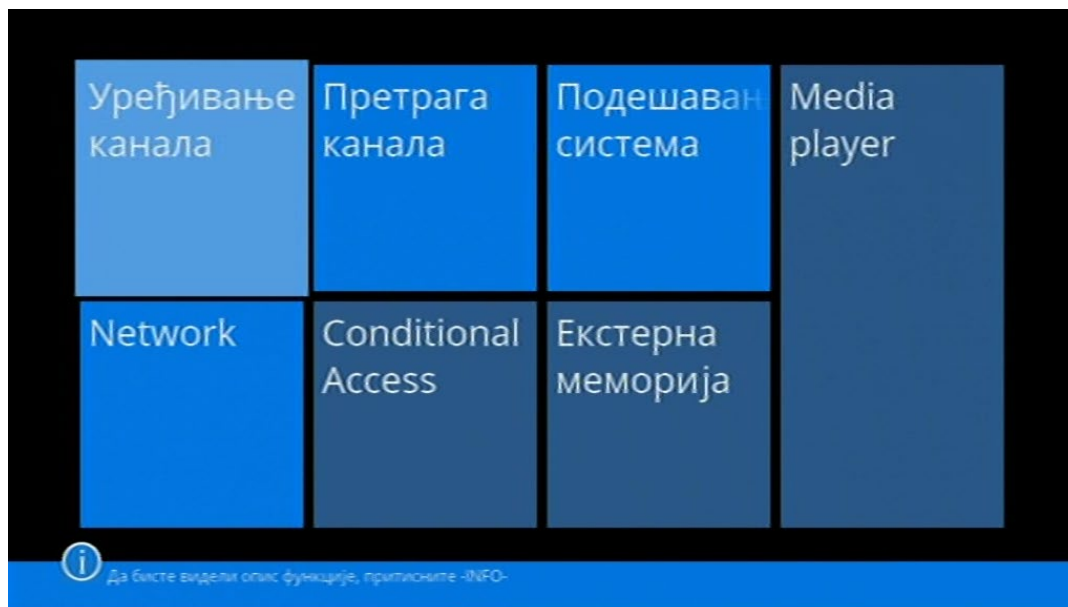 Уређивање
канала
Претрага
канала
Подешаван
система
Media
player
Network
Conditional
Access
Екстерна
меморија
Да бисте видели опис функције, притисните -INFO-